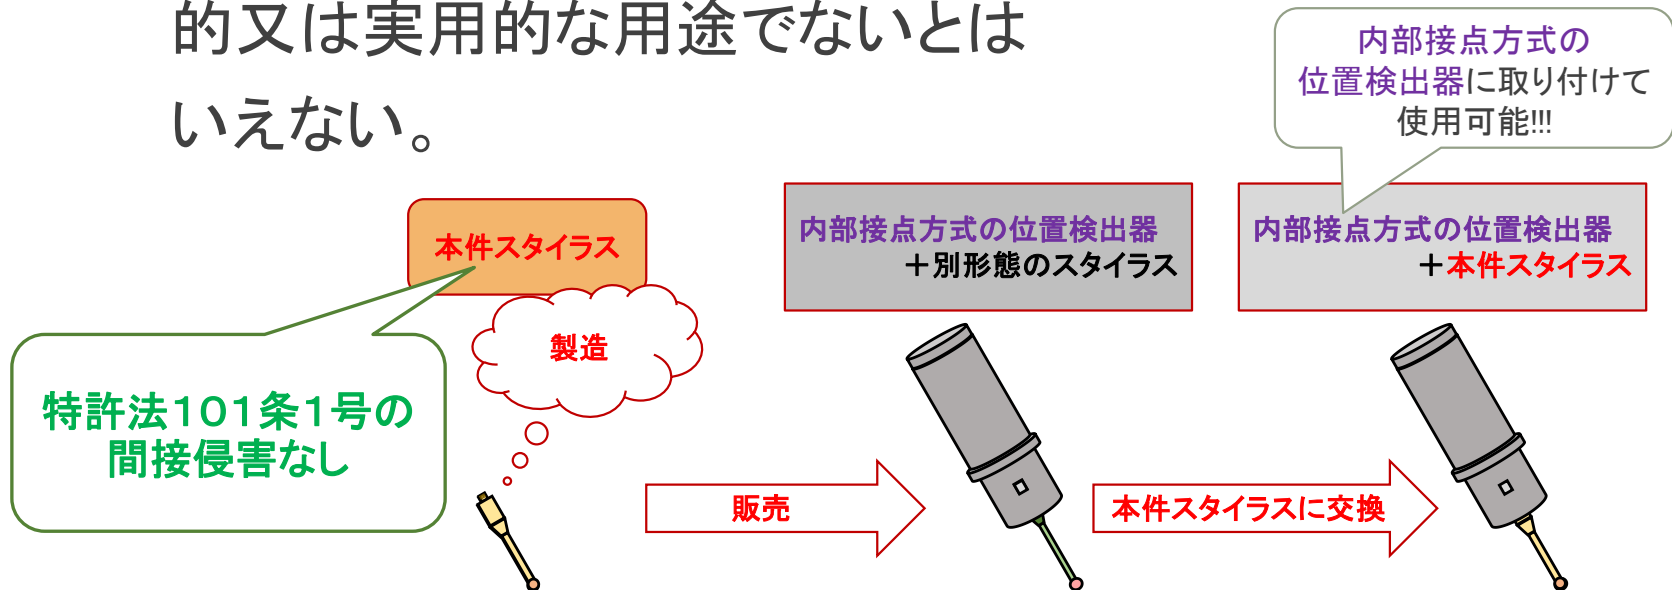 的又は実用的な用途でないとは
いえない。
内部接点方式の
位置検出器に取り付けて
使用可能!!!
本件スタイラス
内部接点方式の位置検出器
＋別形態のスタイラス
内部接点方式の位置検出器
＋本件スタイラス
製造
特許法１０１条１号の
間接侵害なし
販売
本件スタイラスに交換